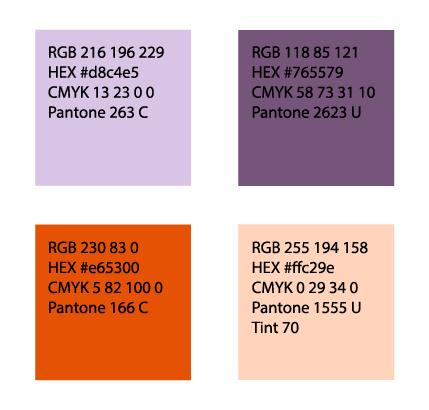 RGB 216 196 229
HEX #d8c4e5
CMYK 13 23 0 0
Pantone 263 C
RGB 118 85 121
HEX #765579
CMYK 58 73 31 10
Pantone 2623 U
RGB 230 83 0
HEX #e65300
CMYK 5 82 100 0
Pantone 166 C
RGB 255 194 158
HEX #ffc29e
CMYK 0 29 34 0
Pantone 1555 U
Tint 70